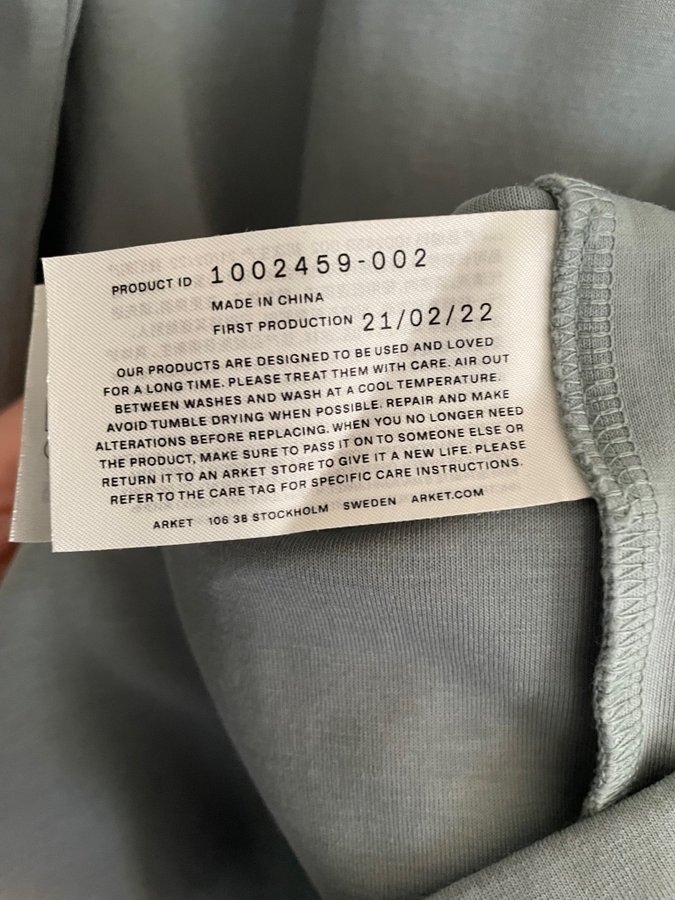 PRODUCT ID 1002459-002
MADE IN CHINA
FIRST PRODUCTION 21/02/22
OUR PRODUCTS ARE DESIGNED TO BE USED AND LOVED
FOR A LONG TIME. PLEASE TREAT THEM WITH CARE. AIR OUT
BETWEEN WASHES AND WASH AT A COOL TEMPERATURE.
AVOID TUMBLE DRYING WHEN POSSIBLE. REPAIR AND MAKE
ALTERATIONS BEFORE REPLACING. WHEN YOU NO LONGER NEED
THE PRODUCT, MAKE SURE TO PASS IT ON TO SOMEONE ELSE OR
RETURN IT TO AN ARKET STORE TO GIVE IT A NEW LIFE. PLEASE
REFER TO THE CARE TAG FOR SPECIFIC CARE INSTRUCTIONS.
ARKET 106 38 STOCKHOLM SWEDEN ARKET.COM